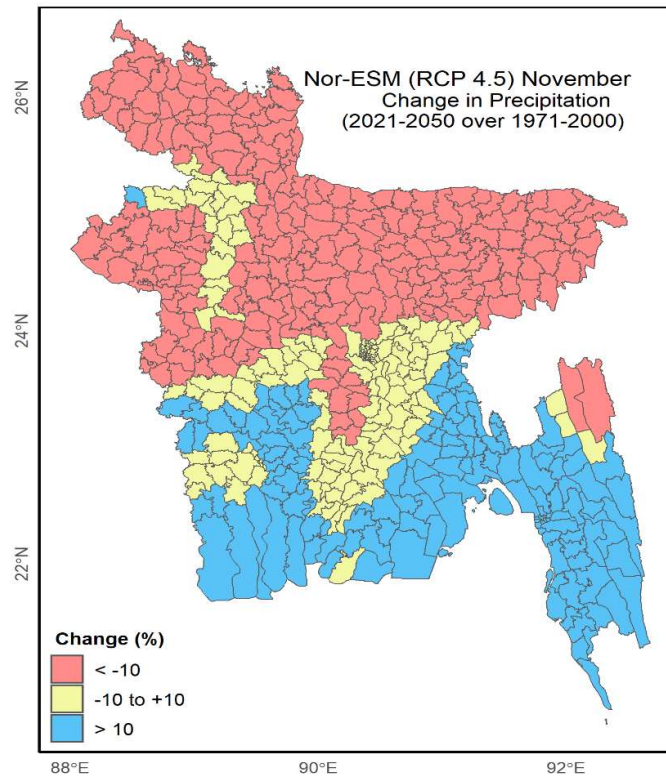 Nor-ESM (RCP 4.5) November
Change in Precipitation
(2021-2050 over 1971-2000)
26°N
24°N
22°N
Change (%)
< -10
-10 to +10
> 10
88°E
90°E
92°E